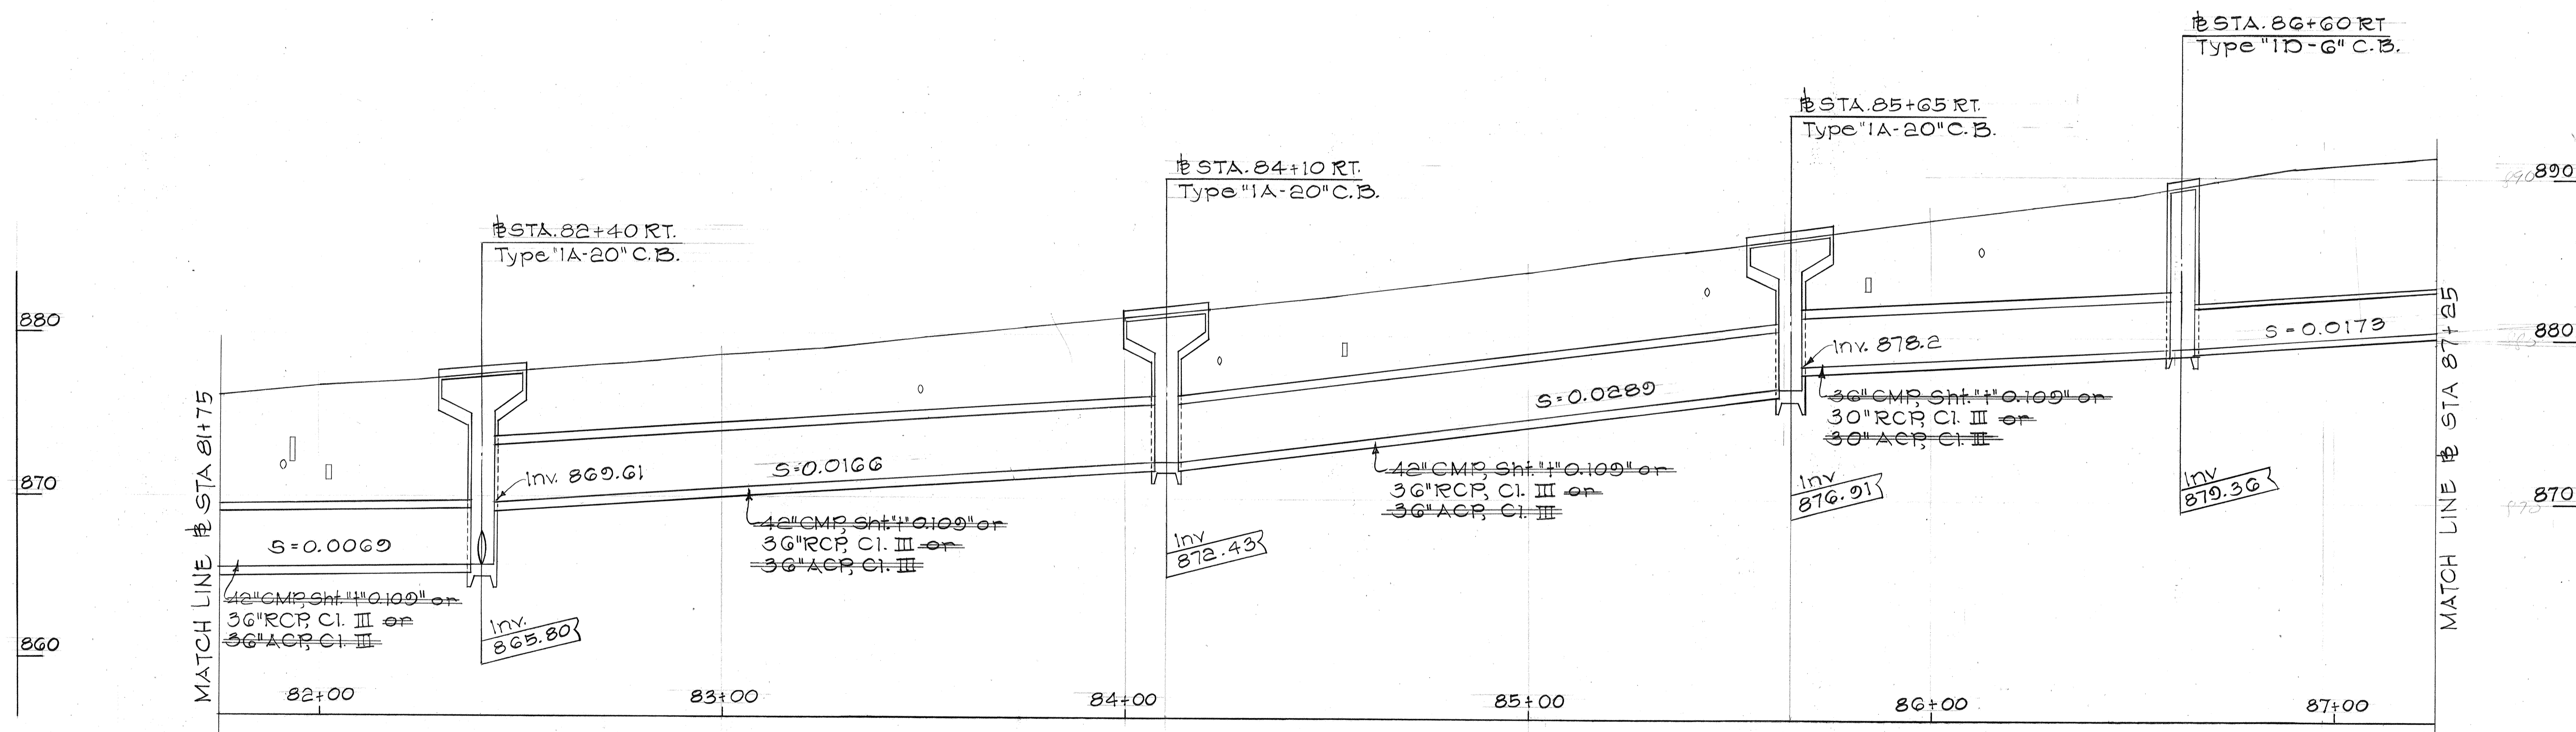 ℔ STA. 86+60 RT
Type "1D-6" C.B.
℔ STA. 85+65 RT.
Type "1A-20" C.B.
℔ STA. 84+10 RT.
Type "1A-20" C.B.
℔ STA. 82+40 RT.
Type "1A-20" C.B.
890
880
870
880
870
860
MATCH LINE ℔ STA 81+75
S=0.0069
42" CMP, Sht. "t" 0.109" or
36" RCP, Cl. III or
36" ACP, Cl. III
Inv. 869.61
Inv.
865.80
S=0.0166
42" CMP, Sht. "t" 0.109" or
36" RCP, Cl. III or
36" ACP, Cl. III
Inv
872.43
S=0.0289
42" CMP, Sht. "t" 0.109" or
36" RCP, Cl. III or
36" ACP, Cl. III
Inv. 878.2
36" CMP, Sht. "t" 0.109" or
30" RCP, Cl. III or
30" ACP, Cl. III
Inv
876.91
Inv
879.36
S=0.0173
MATCH LINE ℔ STA 87+25
82+00
83+00
84+00
85+00
86+00
87+00